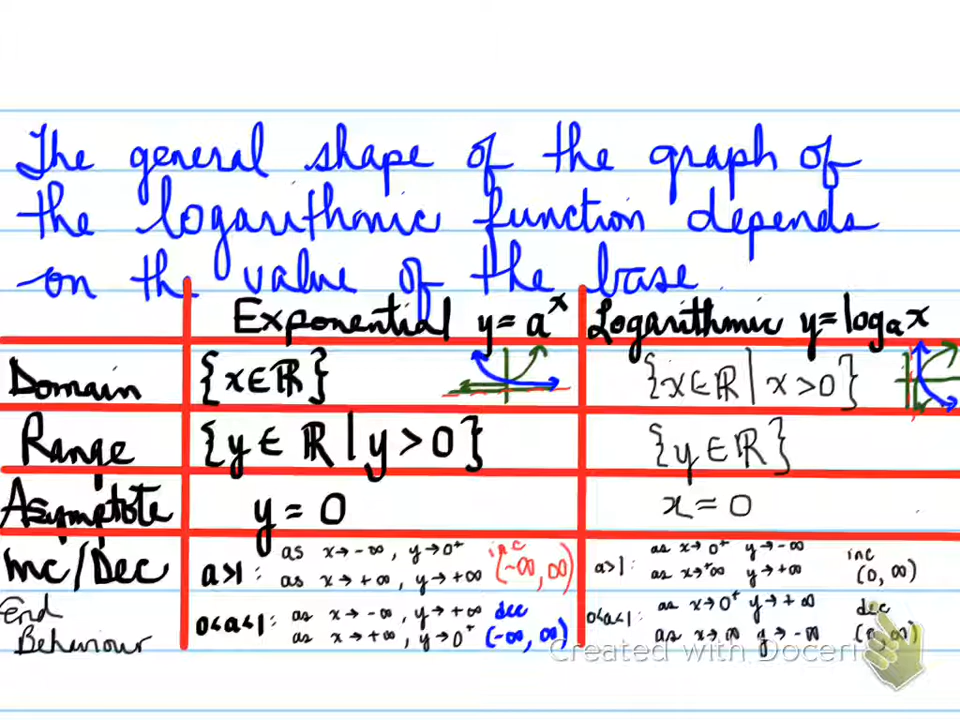 The general shape of the graph of
the logarithmic function depends
on the value of the base
Exponential y = a^x Logarithmic y = log_a x
Domain {x ∈ ℝ} {x ∈ ℝ | x > 0}
Range {y ∈ ℝ | y > 0} {y ∈ ℝ}
Asymptote y = 0 x = 0
Inc/Dec
a>1: as x → -∞, y → 0⁺ inc
as x → +∞, y → +∞ (-∞, ∞)
a>1: as x → 0⁺ y → -∞ inc
as x → +∞ y → +∞ (0, ∞)
End
Behaviour
0<a<1: as x → -∞, y → +∞ dec
as x → +∞, y → 0⁺ (-∞, ∞)
0<a<1: as x → 0⁺ y → +∞ dec
as x → ∞ y → -∞ (0, ∞)
Created with Doceri